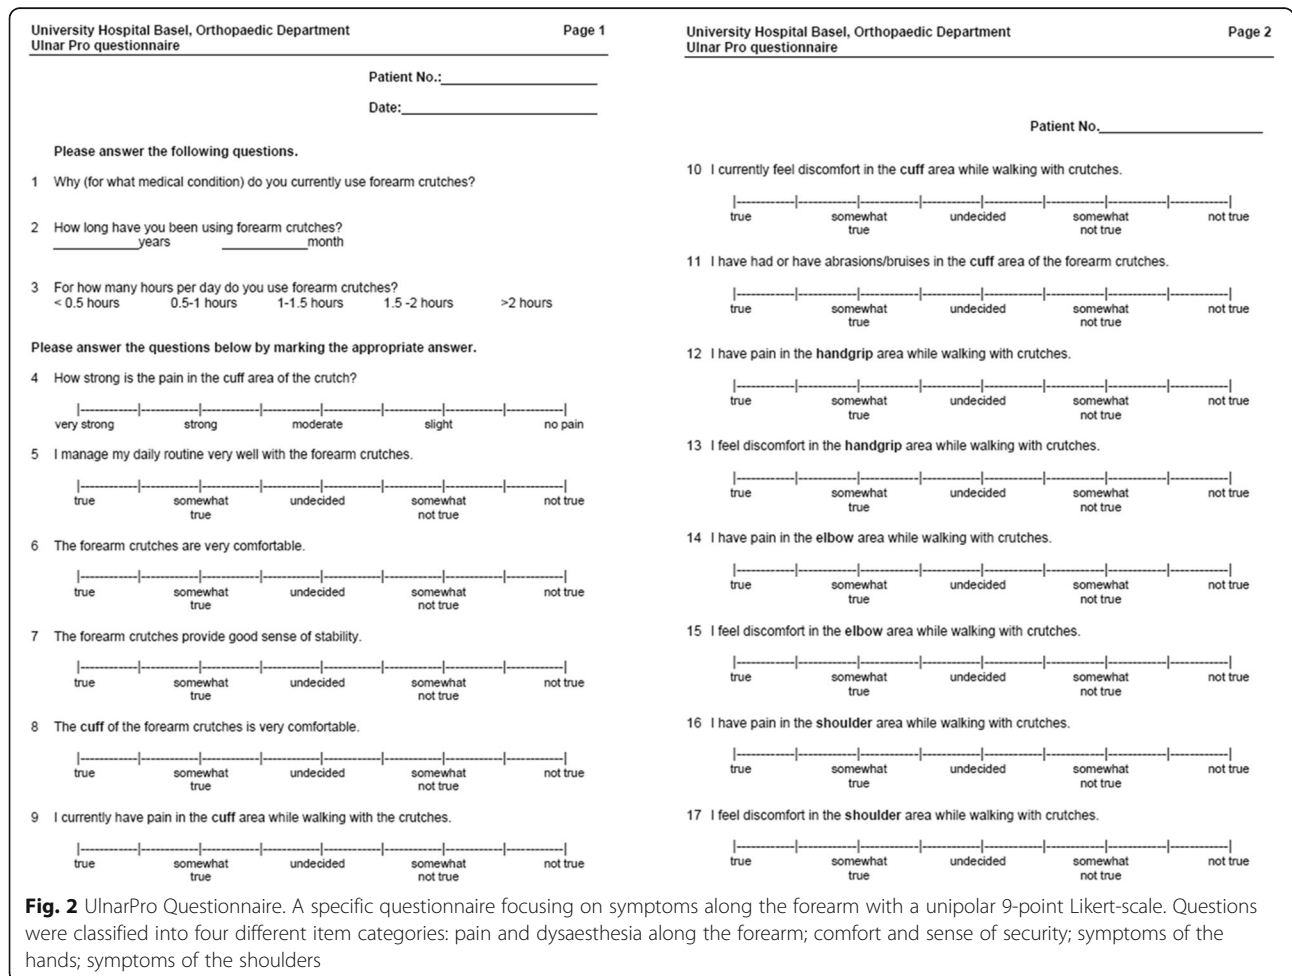 University Hospital Basel, Orthopaedic Department Page 1
Ulnar Pro questionnaire
Patient No.:
Date:
Please answer the following questions.
1 Why (for what medical condition) do you currently use forearm crutches?
2 How long have you been using forearm crutches?
years month
3 For how many hours per day do you use forearm crutches?
< 0.5 hours 0.5-1 hours 1-1.5 hours 1.5 -2 hours >2 hours
Please answer the questions below by marking the appropriate answer.
4 How strong is the pain in the cuff area of the crutch?
very strong strong moderate slight no pain
5 I manage my daily routine very well with the forearm crutches.
true somewhat undecided somewhat not true
true not true
6 The forearm crutches are very comfortable.
true somewhat undecided somewhat not true
true not true
7 The forearm crutches provide good sense of stability.
true somewhat undecided somewhat not true
true not true
8 The cuff of the forearm crutches is very comfortable.
true somewhat undecided somewhat not true
true not true
9 I currently have pain in the cuff area while walking with the crutches.
true somewhat undecided somewhat not true
true not true
University Hospital Basel, Orthopaedic Department Page 2
Ulnar Pro questionnaire
Patient No.
10 I currently feel discomfort in the cuff area while walking with crutches.
true somewhat undecided somewhat not true
true not true
11 I have had or have abrasions/bruises in the cuff area of the forearm crutches.
true somewhat undecided somewhat not true
true not true
12 I have pain in the handgrip area while walking with crutches.
true somewhat undecided somewhat not true
true not true
13 I feel discomfort in the handgrip area while walking with crutches.
true somewhat undecided somewhat not true
true not true
14 I have pain in the elbow area while walking with crutches.
true somewhat undecided somewhat not true
true not true
15 I feel discomfort in the elbow area while walking with crutches.
true somewhat undecided somewhat not true
true not true
16 I have pain in the shoulder area while walking with crutches.
true somewhat undecided somewhat not true
true not true
17 I feel discomfort in the shoulder area while walking with crutches.
true somewhat undecided somewhat not true
true not true
Fig. 2 UlnarPro Questionnaire. A specific questionnaire focusing on symptoms along the forearm with a unipolar 9-point Likert-scale. Questions
were classified into four different item categories: pain and dysaesthesia along the forearm; comfort and sense of security; symptoms of the
hands; symptoms of the shoulders